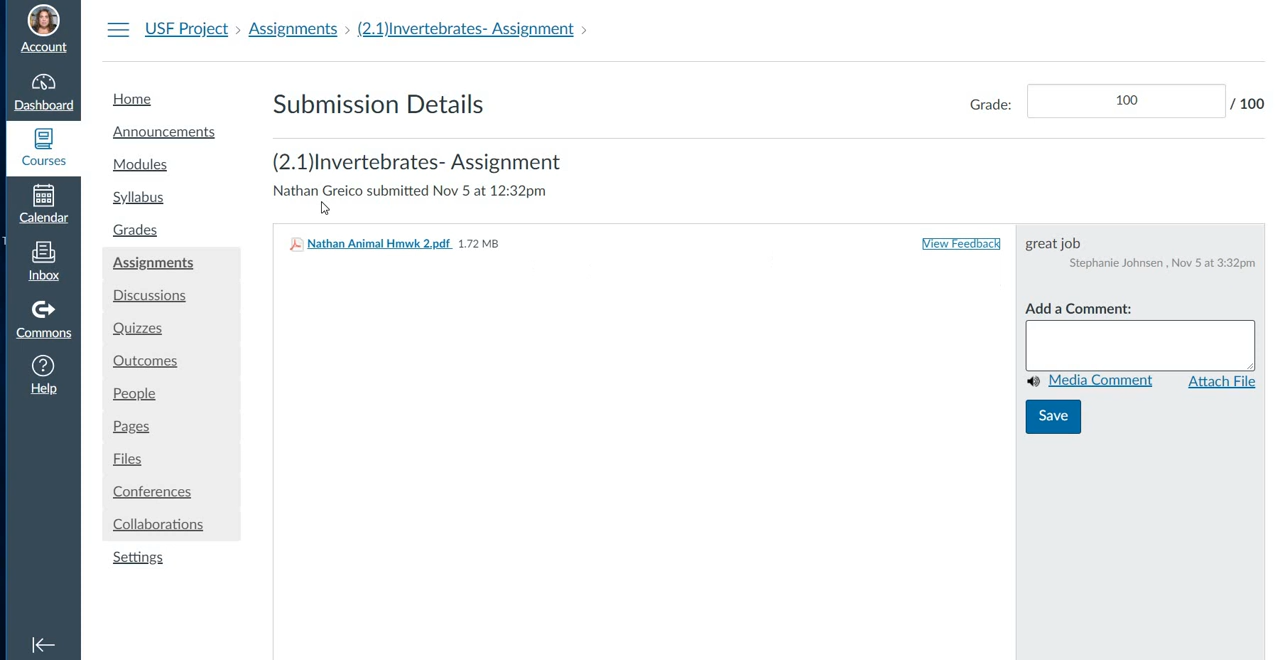 Account
Dashboard
Courses
Calendar
Inbox
Commons
Help
USF Project > Assignments > (2.1)Invertebrates- Assignment >
Home
Announcements
Modules
Syllabus
Grades
Assignments
Discussions
Quizzes
Outcomes
People
Pages
Files
Conferences
Collaborations
Settings
Submission Details
Grade: 100 / 100
(2.1)Invertebrates- Assignment
Nathan Greico submitted Nov 5 at 12:32pm
Nathan Animal Hmwk 2.pdf 1.72 MB View Feedback
great job
Stephanie Johnsen , Nov 5 at 3:32pm
Add a Comment:
Media Comment Attach File
Save